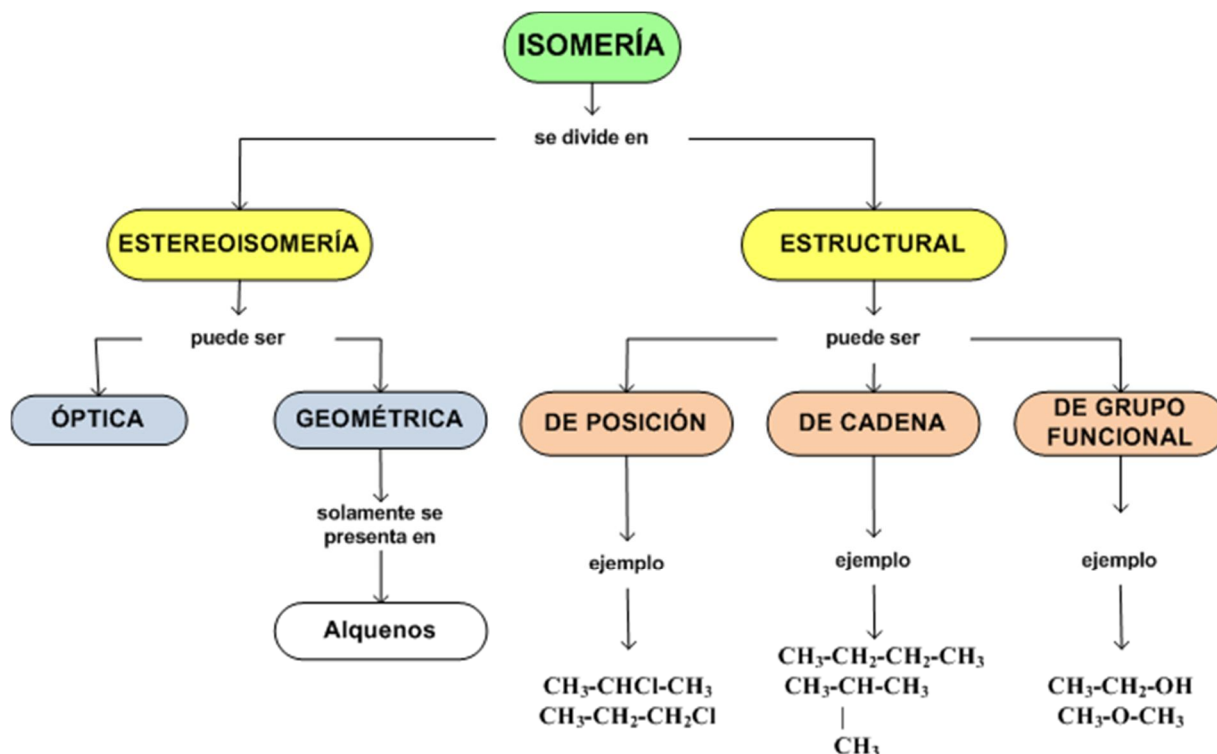 ISOMERÍA
se divide en
ESTEREOISOMERÍA
ESTRUCTURAL
puede ser
puede ser
ÓPTICA
GEOMÉTRICA
DE POSICIÓN
DE CADENA
DE GRUPO
FUNCIONAL
solamente se
presenta en
ejemplo
ejemplo
ejemplo
Alquenos
CH₃-CHCl-CH₃
CH₃-CH₂-CH₂Cl
CH₃-CH₂-CH₂-CH₃
CH₃-CH-CH₃
|
CH₃
CH₃-CH₂-OH
CH₃-O-CH₃